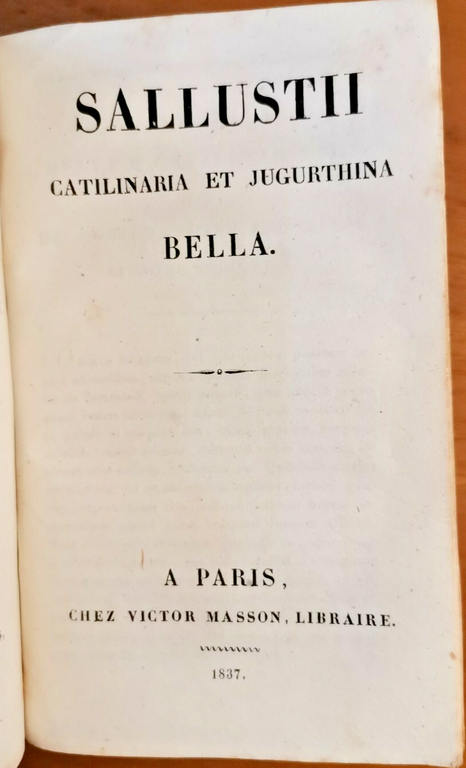 SALLUSTII
CATILINARIA ET JUGURTHINA
BELLA.
A PARIS,
CHEZ VICTOR MASSON, LIBRAIRE.
1837.